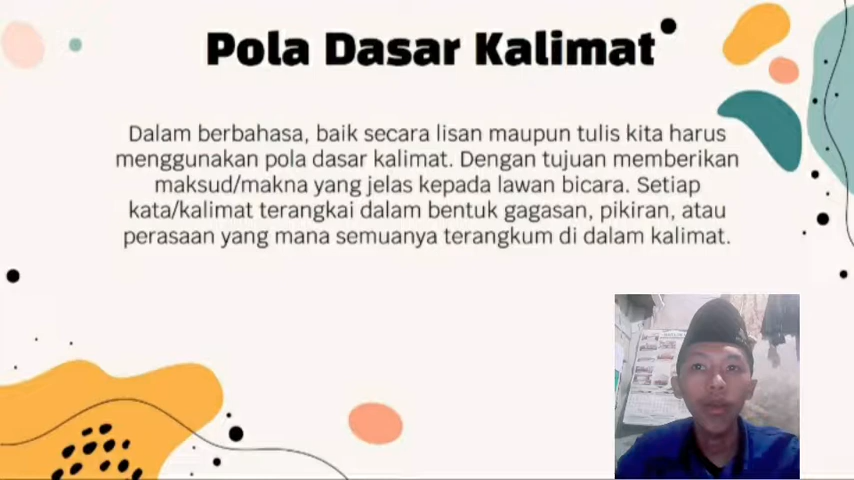 Pola Dasar Kalimat
Dalam berbahasa, baik secara lisan maupun tulis kita harus
menggunakan pola dasar kalimat. Dengan tujuan memberikan
maksud/makna yang jelas kepada lawan bicara. Setiap
kata/kalimat terangkai dalam bentuk gagasan, pikiran, atau
perasaan yang mana semuanya terangkum di dalam kalimat.